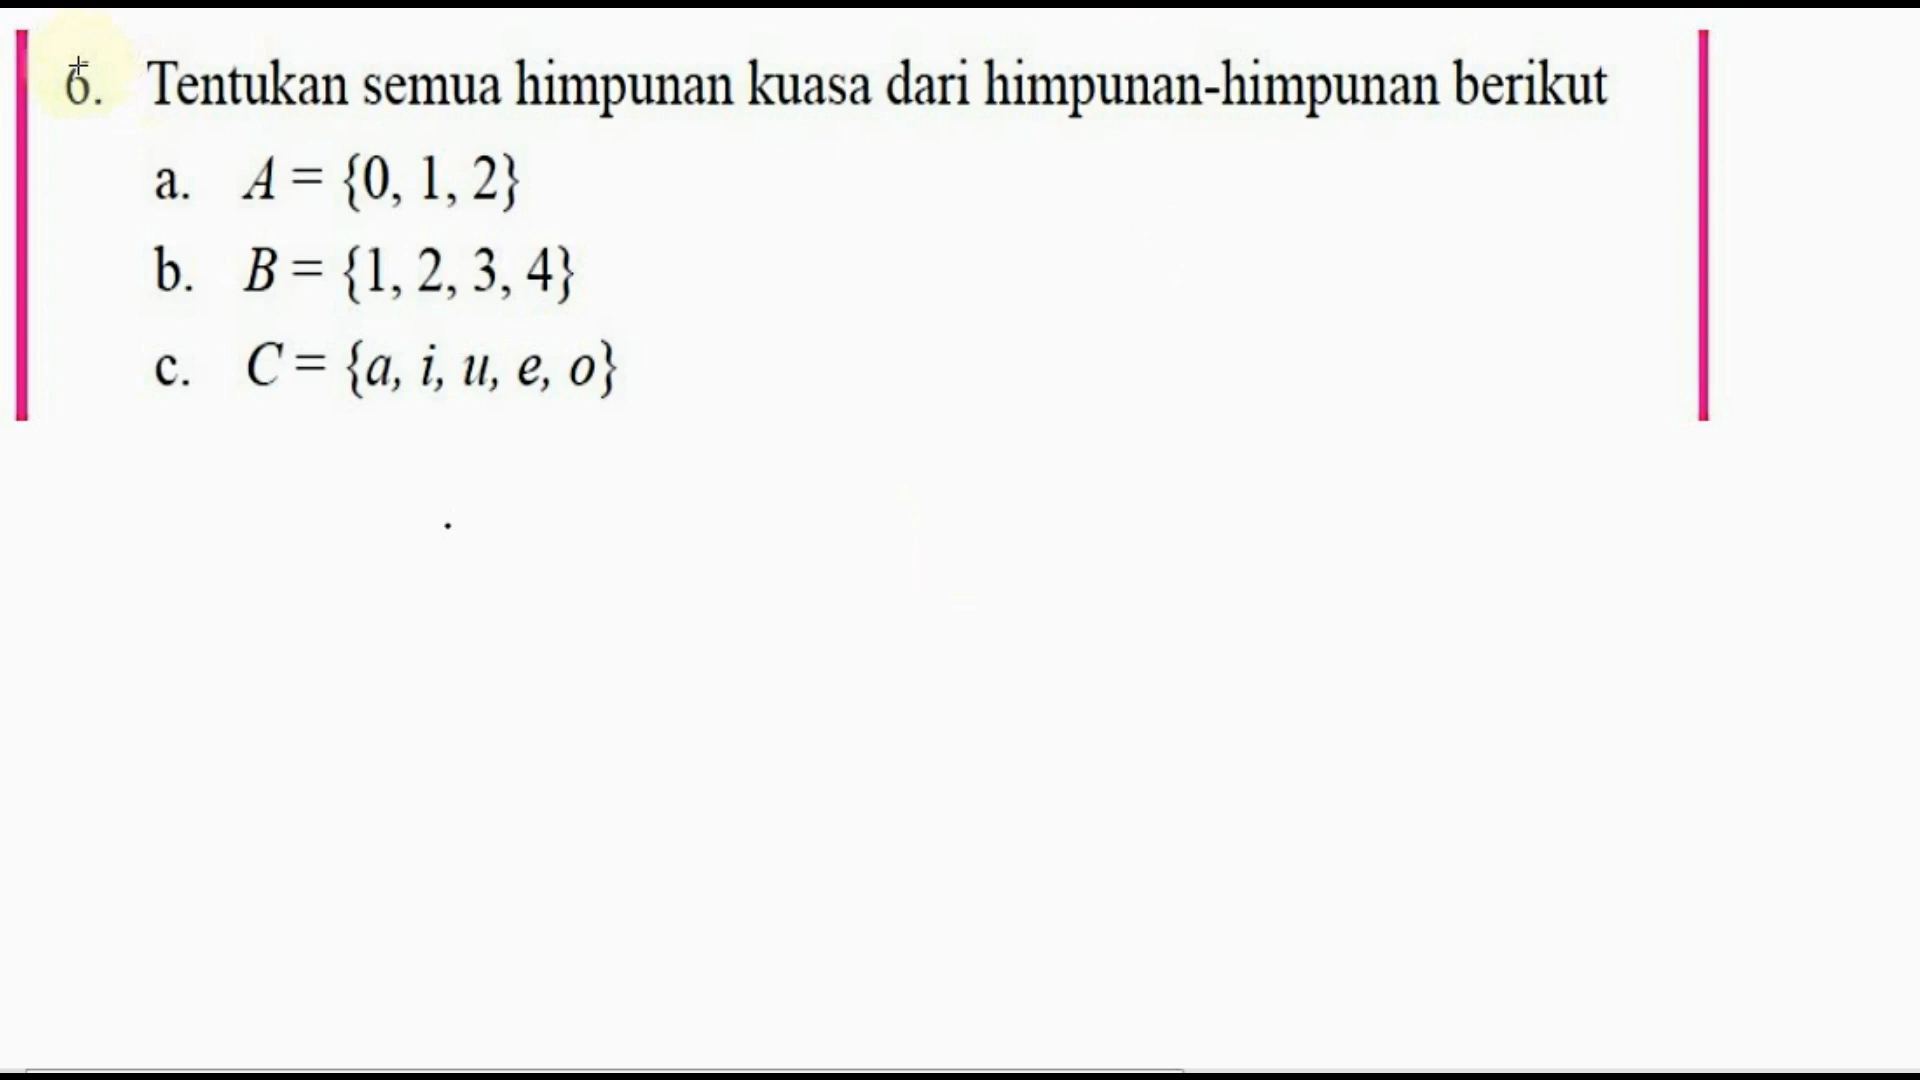 6. Tentukan semua himpunan kuasa dari himpunan-himpunan berikut
a. A = {0, 1, 2}
b. B = {1, 2, 3, 4}
c. C = {a, i, u, e, o}